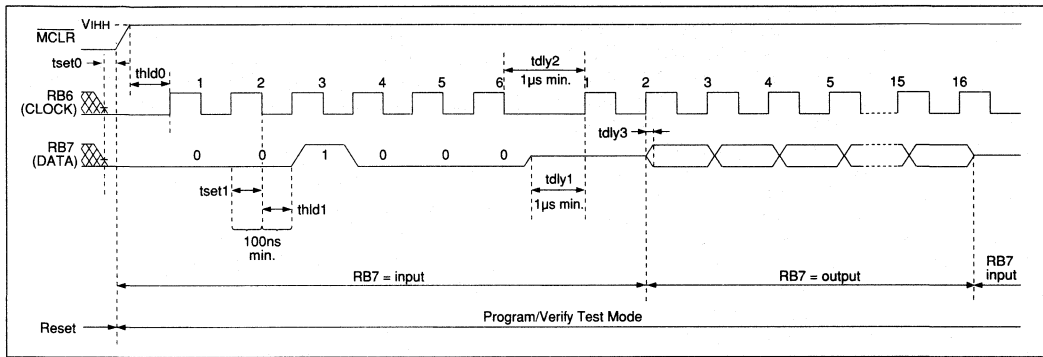 VIHH
MCLR
tset0
thld0
tdly2
1µs min.
1 2 3 4 5 6 1 2 3 4 5 15 16
RB6
(CLOCK)
tdly3
RB7
(DATA)
0 0 1 0 0 0
tset1
thld1
tdly1
1µs min.
100ns
min.
RB7 = input
RB7 = output
RB7
input
Reset
Program/Verify Test Mode